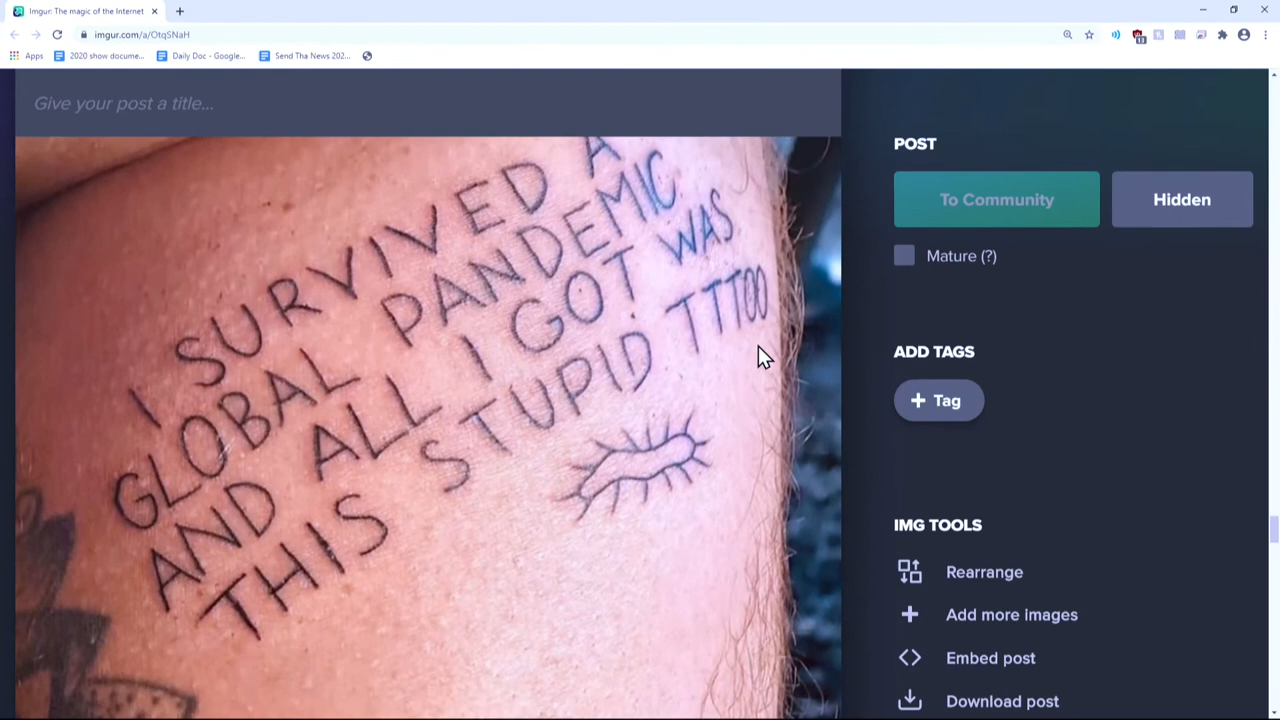 Imgur: The magic of the Internet
imgur.com/a/OtqSNaH
Apps
2020 show docume...
Daily Doc - Google...
Send Tha News 202...
13
Give your post a title...
I SURVIVED A
GLOBAL PANDEMIC
AND ALL I GOT WAS
THIS STUPID TTTOO
POST
To Community
Hidden
Mature (?)
ADD TAGS
+ Tag
IMG TOOLS
Rearrange
Add more images
Embed post
Download post